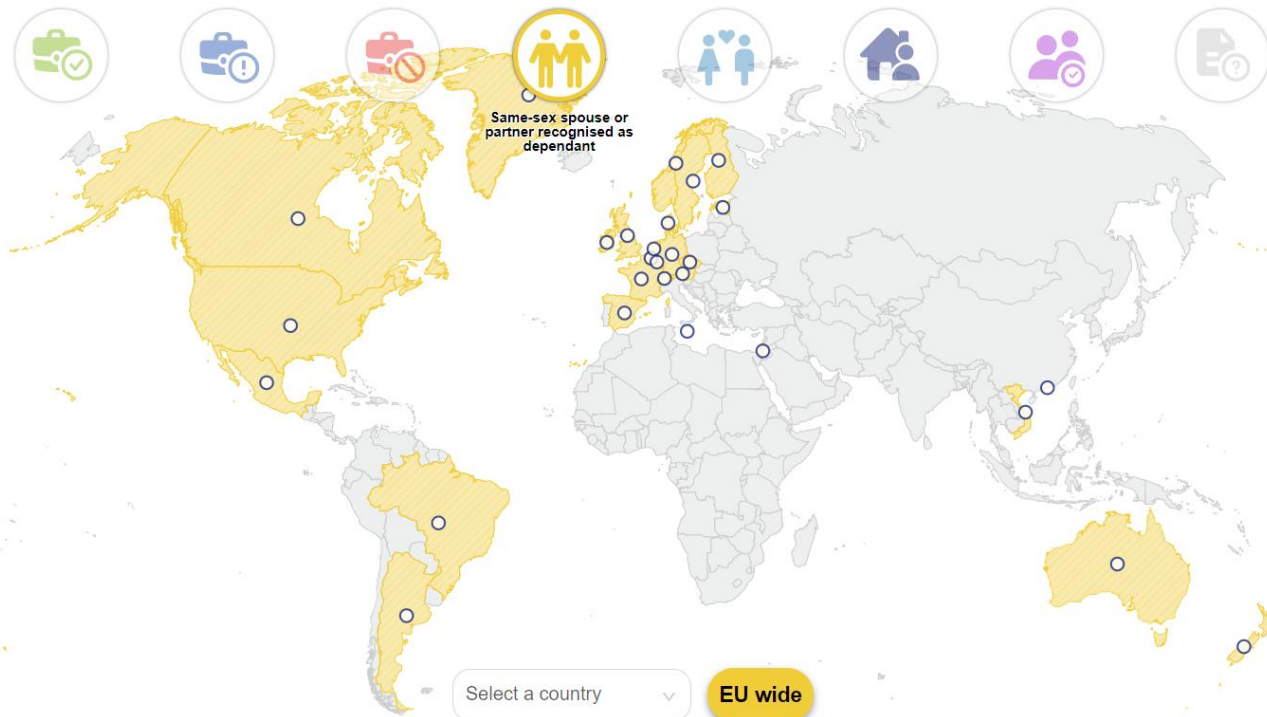 Same-sex spouse or
partner recognised as
dependant
Select a country
EU wide